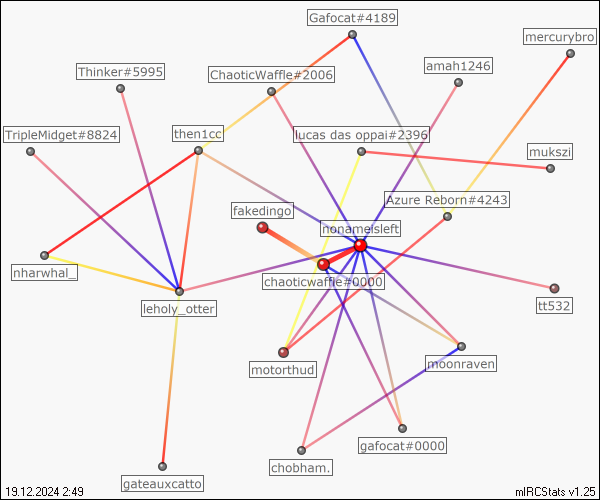 Gafocat#4189
mercurybro
Thinker#5995
ChaoticWaffle#2006
amah1246
TripleMidget#8824
then1cc
lucas das oppai#2396
mukszi
Azure Reborn#4243
fakedingo
nonameisleft
nharwhal_
chaoticwaffle#0000
leholy_otter
tt532
motorthud
moonraven
gafocat#0000
chobham.
gateauxcatto
19.12.2024 2:49
mIRCStats v1.25